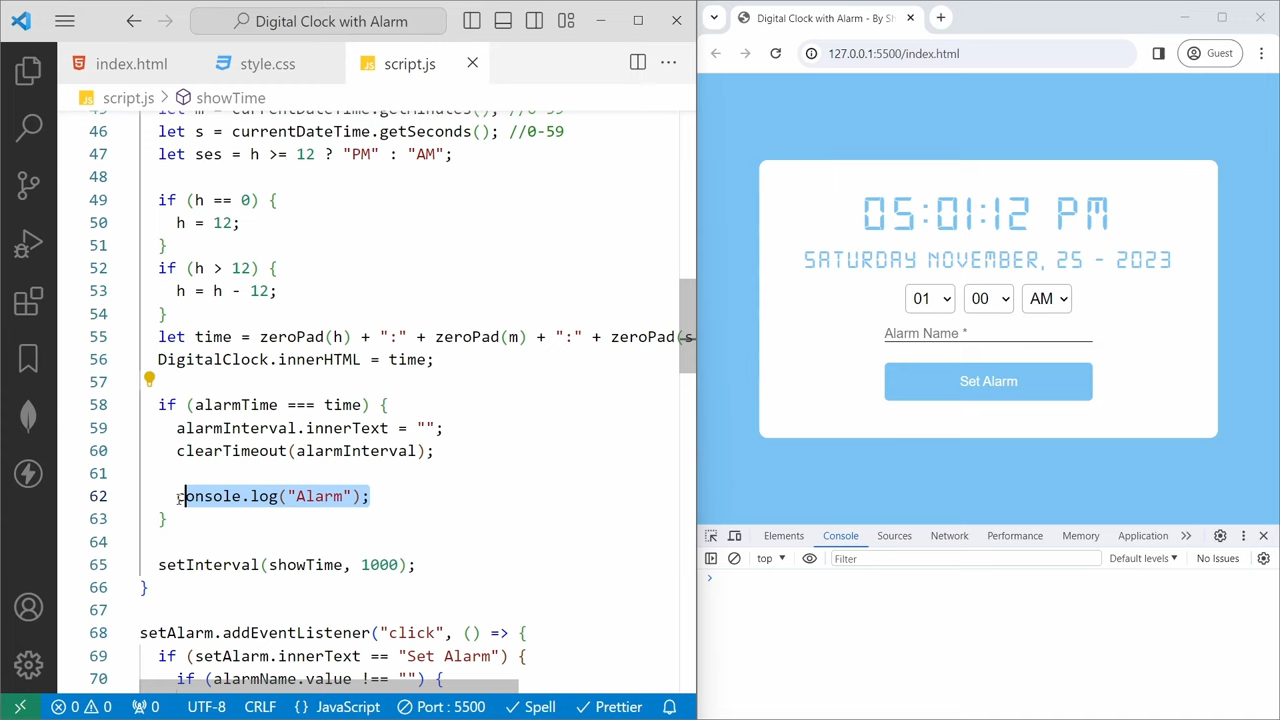 Digital Clock with Alarm
index.html
style.css
script.js
script.js
showTime
46 let s = currentDateTime.getSeconds(); //0-59
47 let ses = h >= 12 ? "PM" : "AM";
48
49 if (h == 0) {
50 h = 12;
51 }
52 if (h > 12) {
53 h = h - 12;
54 }
55 let time = zeroPad(h) + ":" + zeroPad(m) + ":" + zeroPad(s
56 DigitalClock.innerHTML = time;
57
58 if (alarmTime === time) {
59 alarmInterval.innerText = "";
60 clearTimeout(alarmInterval);
61
62 console.log("Alarm");
63 }
64
65 setInterval(showTime, 1000);
66 }
67
68 setAlarm.addEventListener("click", () => {
69 if (setAlarm.innerText == "Set Alarm") {
70 if (alarmName.value !== "") {
0 0 0 UTF-8 CRLF {} JavaScript Port : 5500 Spell Prettier
Digital Clock with Alarm - By Sh
127.0.0.1:5500/index.html
Guest
05:01:12 PM
SATURDAY NOVEMBER, 25 - 2023
01 00 AM
Alarm Name *
Set Alarm
Elements Console Sources Network Performance Memory Application
top Filter Default levels No Issues